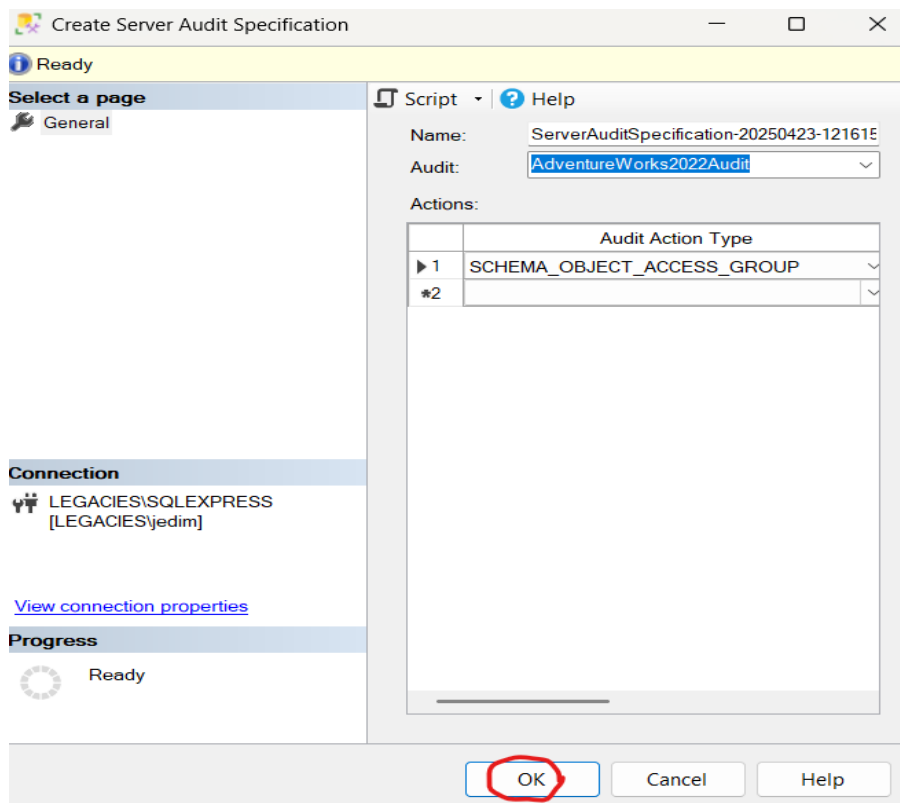 Create Server Audit Specification
Ready
Select a page
General
Script
Help
Name:
ServerAuditSpecification-20250423-121615
Audit:
AdventureWorks2022Audit
Actions:
Audit Action Type
1
SCHEMA_OBJECT_ACCESS_GROUP
*2
Connection
LEGACIES\SQLEXPRESS
[LEGACIES\jedim]
View connection properties
Progress
Ready
OK
Cancel
Help